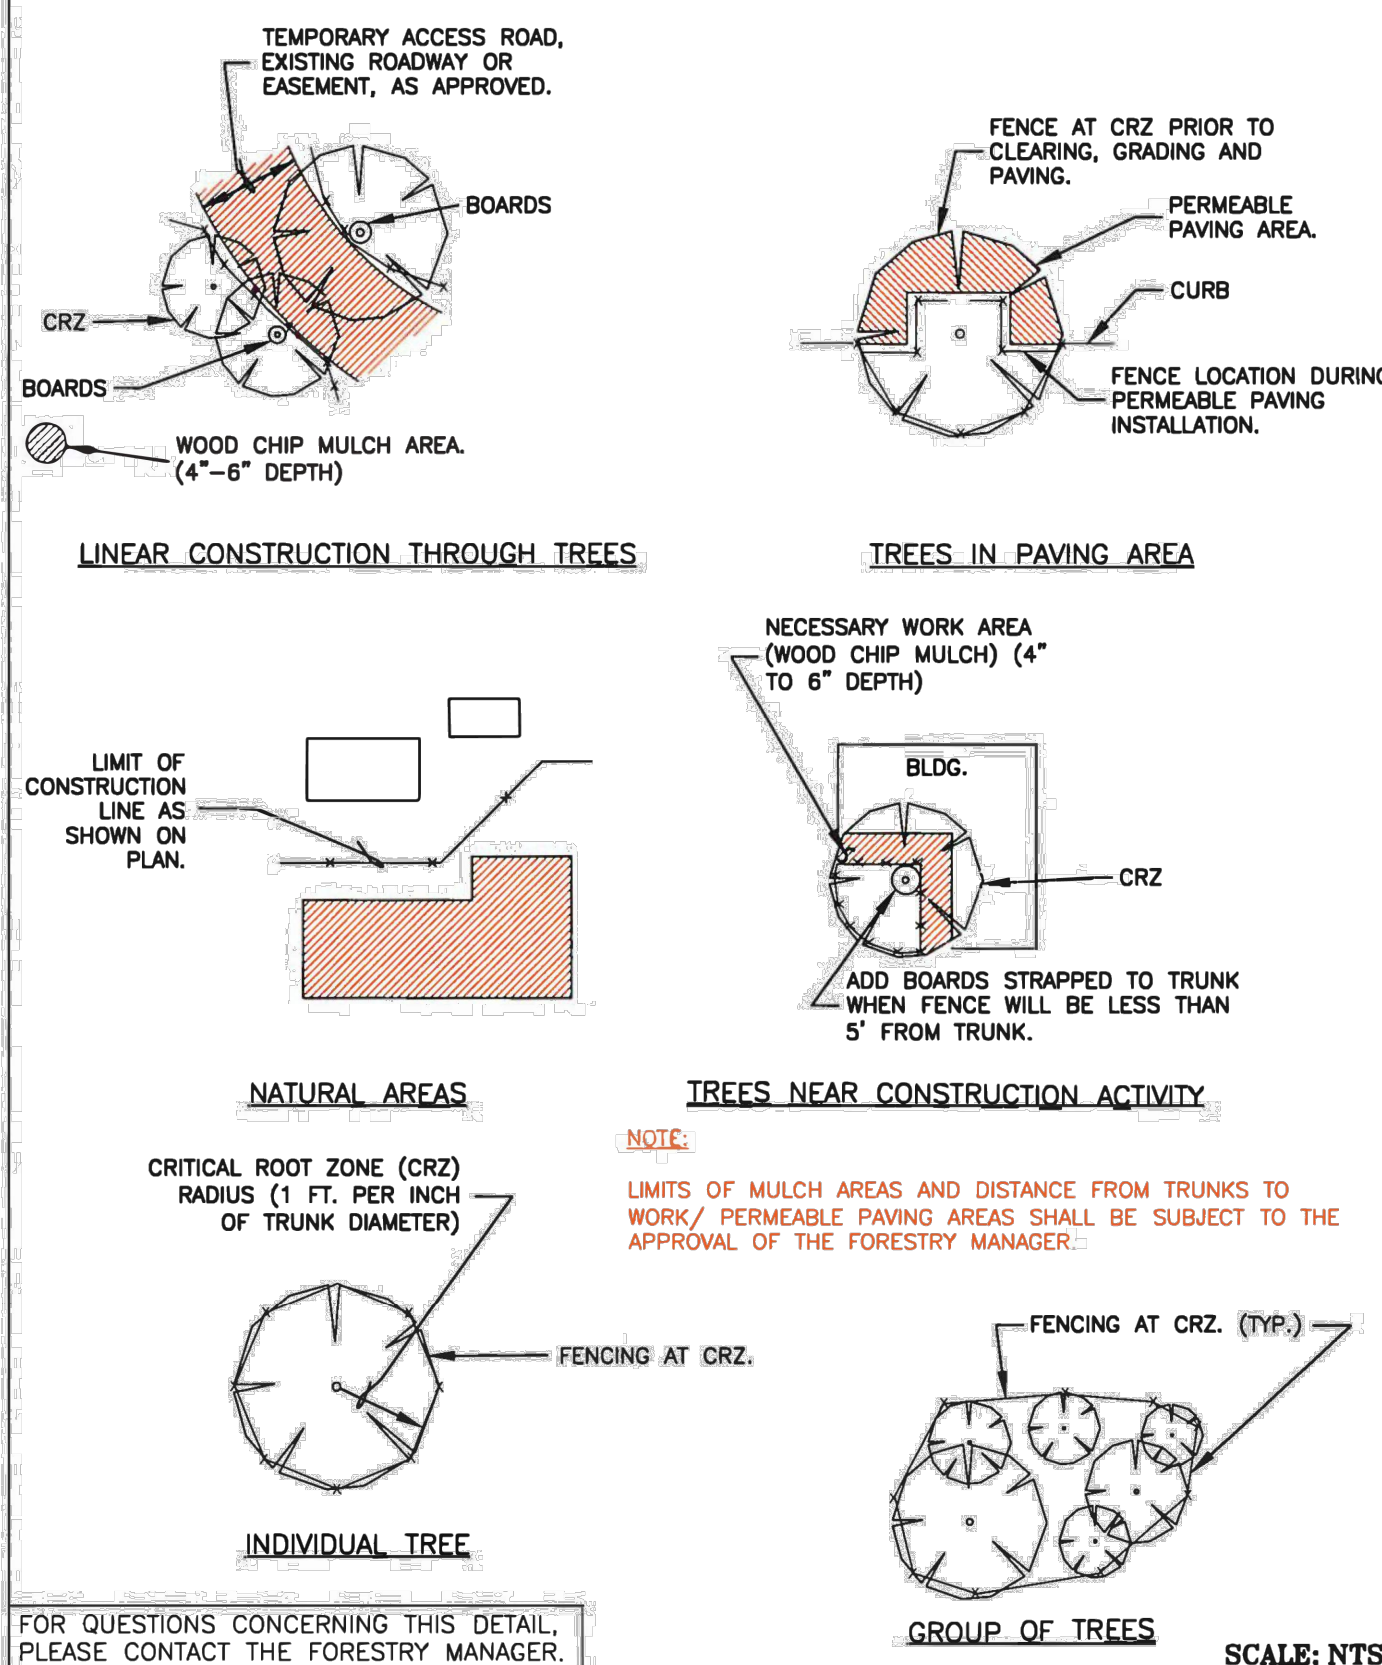 TEMPORARY ACCESS ROAD,
EXISTING ROADWAY OR
EASEMENT, AS APPROVED.
BOARDS
CRZ
BOARDS
WOOD CHIP MULCH AREA.
(4"-6" DEPTH)
LINEAR CONSTRUCTION THROUGH TREES
FENCE AT CRZ PRIOR TO
CLEARING, GRADING AND
PAVING.
PERMEABLE
PAVING AREA.
CURB
FENCE LOCATION DURING
PERMEABLE PAVING
INSTALLATION.
TREES IN PAVING AREA
LIMIT OF
CONSTRUCTION
LINE AS
SHOWN ON
PLAN.
NATURAL AREAS
NECESSARY WORK AREA
(WOOD CHIP MULCH) (4"
TO 6" DEPTH)
BLDG.
CRZ
ADD BOARDS STRAPPED TO TRUNK
WHEN FENCE WILL BE LESS THAN
5' FROM TRUNK.
TREES NEAR CONSTRUCTION ACTIVITY
NOTE:
LIMITS OF MULCH AREAS AND DISTANCE FROM TRUNKS TO
WORK/ PERMEABLE PAVING AREAS SHALL BE SUBJECT TO THE
APPROVAL OF THE FORESTRY MANAGER.
CRITICAL ROOT ZONE (CRZ)
RADIUS (1 FT. PER INCH
OF TRUNK DIAMETER)
FENCING AT CRZ.
INDIVIDUAL TREE
FENCING AT CRZ. (TYP.)
GROUP OF TREES
FOR QUESTIONS CONCERNING THIS DETAIL,
PLEASE CONTACT THE FORESTRY MANAGER.
SCALE: NTS